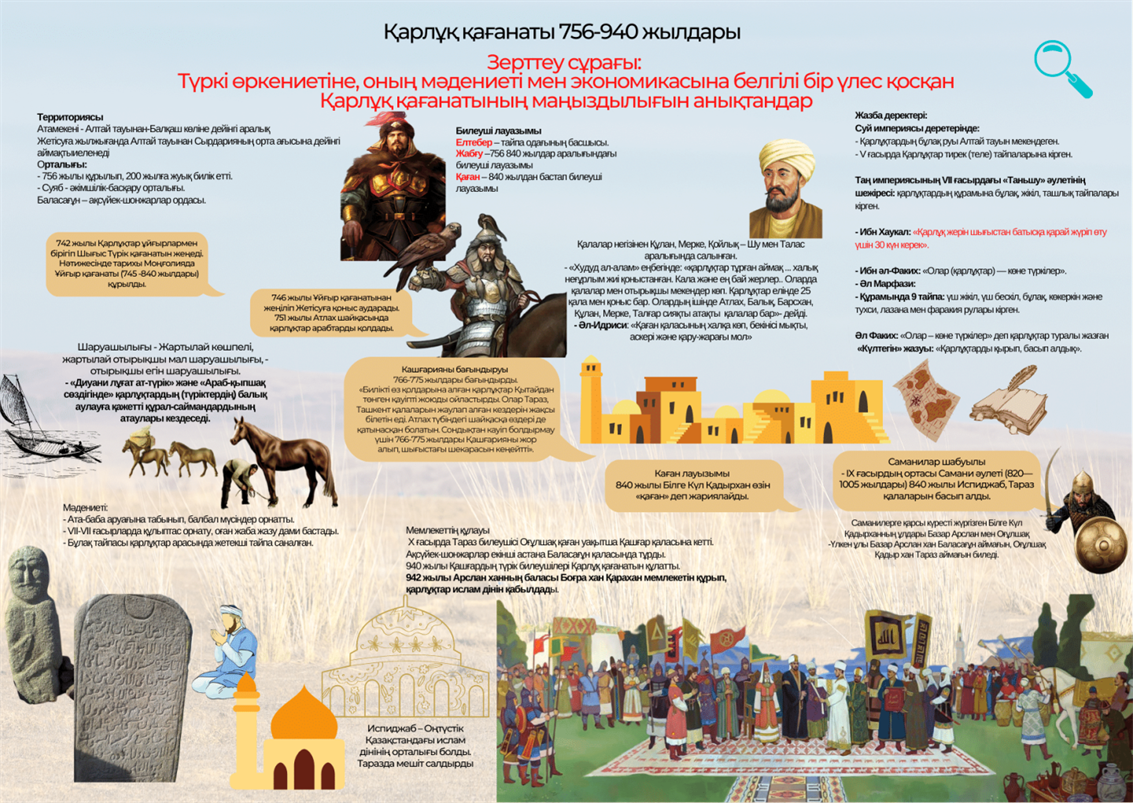 Қарлұқ қағанаты 756-940 жылдары
Зерттеу сұрағы:
Түркі өркениетіне, оның мәдениеті мен экономикасына белгілі бір үлес қосқан
Қарлұқ қағанатының маңыздылығын анықтандар
Территориясы
Атамекені - Алтай тауынан-Балқаш көліне дейінгі аралық
Жетісуға жылжығанда Алтай тауынан Сырдарияның орта ағысына дейінгі
аймақтыиеленеді
Орталығы:
- 756 жылы құрылып, 200 жылға жуық билік етті.
- Суяб - әкімшілік-басқару орталығы.
Баласағұн – ақсүйек-шонжарлар ордасы.
Билеуші лауазымы
Елтебер – тайпа одағының басшысы.
Жабғу –756 840 жылдар аралығындағы
билеуші лауазымы
Қаған – 840 жылдан бастап билеуші
лауазымы
Жазба деректері:
Суй империясы деретерінде:
- Қарлұқтардың бұлақ руы Алтай тауын мекендеген.
- V ғасырда Қарлұқтар тирек (теле) тайпаларына кірген.
Таң империясының VII ғасырдағы «Таньшу» әулетінің
шежіресі: қарлұқтардың құрамына бұлақ, жікіл, ташлық тайпалары
кірген.
- Ибн Хаукал: «Қарлұқ жерін шығыстан батысқа қарай жүріп өту
үшін 30 күн керек».
- Ибн ал-Факих: «Олар (қарлұқтар) — көне түркілер».
- Әл Марфази:
- Құрамында 9 тайпа: үш жікіл, үш бескіл, бұлақ, көкеркін және
тухси, лазана мен фаракия рулары кірген.
Әл Факих: «Олар – көне түркілер» деп қарлұқтар туралы жазған
«Күлтегін» жазуы: «Қарлұқтарды қырып, басып алдық».
742 жылы Қарлұқтар ұйғырлармен
бірігіп Шығыс Түрік қағанатын жеңеді.
Нәтижесінде тарихы Моңғолияда
Ұйғыр қағанаты (745 -840 жылдары)
құрылды.
746 жылы Ұйғыр қағанатынан
жеңіліп Жетісуға қоныс аударады.
751 жылы Атлах шайқасында
қарлұқтар арабтарды қолдады.
Қалалар негізінен Құлан, Мерке, Қойлық – Шу мен Талас
аралығында салынған.
- «Худуд ал-алам» еңбегінде: «қарлұқтар тұрған аймақ ... халық
неғұрлым жиі қоныстанған. Кала және ең бай жерлер.. Оларда
қалалар мен отырықшы мекендер көп. Қарлұқтар елінде 25
қала мен қоныс бар. Олардың ішінде Атлах, Балық, Барсхан,
Құлан, Мерке, Талғар сияқты атақты қалалар бар»- дейді.
- Әл-Идриси: «Қаған қаласының халқа көп, бекінісі мықты,
аскері және қару-жарағы мол»
Шаруашылығы - Жартылай көшпелі,
жартылай отырықшы мал шаруашылығы, -
отырықшы егін шаруашылығы.
- «Диуани лұғат ат-түрік» және «Араб-қыпшақ
сөздігінде» қарлұқтардың (түріктердің) балық
аулауға қажетті құрал-саймандардының
атаулары кездеседі.
Кашғарияны бағындыруы
766-775 жылдары бағындырды.
«Билікті өз қолдарына алған қарлұқтар Қытайдан
төнген қауіпті жоюды ойластырды. Олар Тараз,
Ташкент қалаларын жаулап алған кездерін жақсы
білетін еді. Атлах түбіндегі шайқасқа өздері де
қатынасқан болатын. Сондықтан кауіп болдырмау
үшін 766-775 жылдары Қашғарияны жор
алып, шығыстағы шекарасын кеңейтті».
Каған лауазымы
840 жылы Білге Күл Қадырхан өзін
«қаған» деп жариялайды.
Саманилар шабуылы
- IX ғасырдың ортасы Самани әулеті (820—
1005 жылдары) 840 жылы Испиджаб, Тараз
қалаларын басып алды.
Саманилерге қарсы куресті жүргізген Білге Күл
Қадырханның ұлдары Базар Арслан мен Оғұлшақ
-Үлкен ұлы Базар Арслан хан Баласағұн аймағын, Оғұлшақ
Қадыр хан Тараз аймағын биледі.
Мәдениеті:
- Ата-баба аруағына табынып, балбал мүсіндер орнатты.
- VII-VII ғасырларда құлыптас орнату, оған жаба жазу дами бастады.
- Бұлақ тайпасы қарлұқтар арасында жетекші тайпа саналған.
Мемлекеттің құлауы
X ғасырда Тараз билеушісі Оғұлшақ қаған уақытша Қашғар қаласына кетті.
Ақсүйек-шонжарлар екінші астана Баласағұн қаласында тұрды.
940 жылы Қашғардың түрік билеушілері Қарлұқ қағанатын құлатты.
942 жылы Арслан ханның баласы Боғра хан Қарахан мемлекетін құрып,
қарлұқтар ислам дінін қабылдады.
Испиджаб – Оңтүстік
Қазақстандағы ислам
дінінің орталығы болды.
Таразда мешіт салдырды